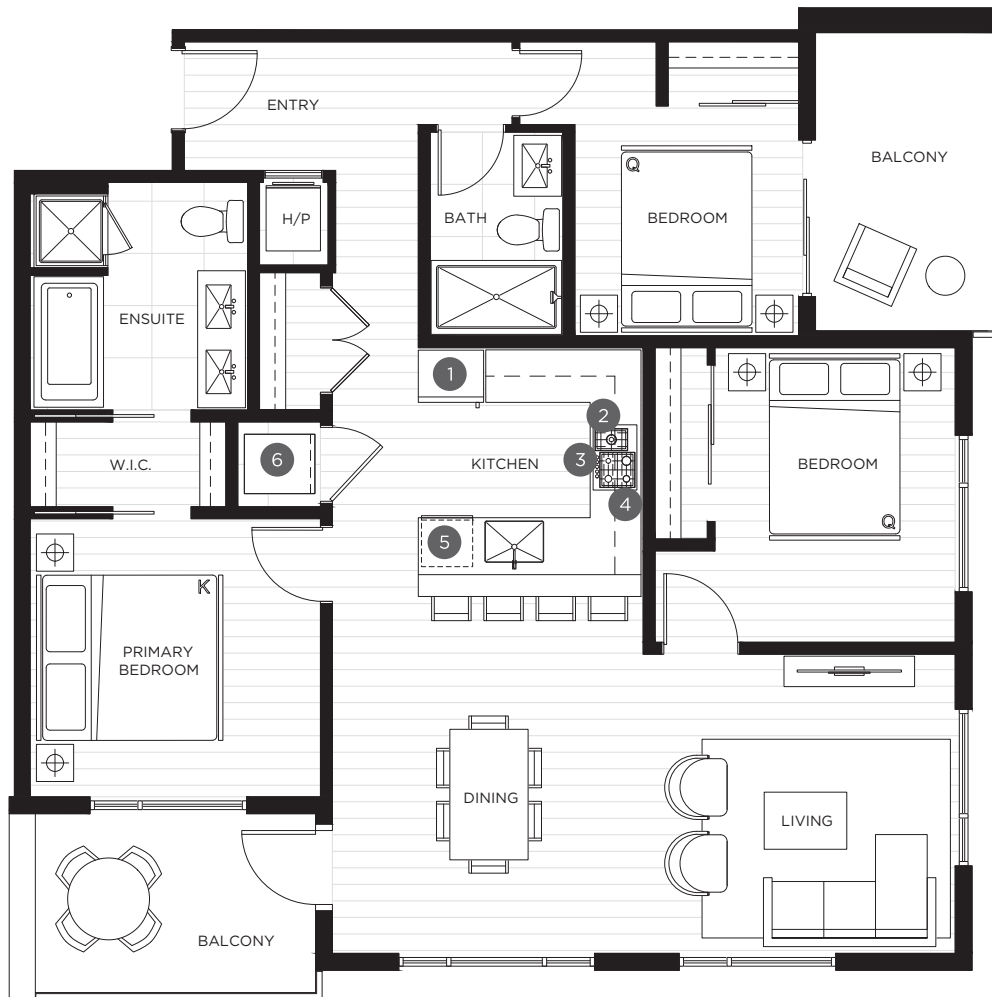 ENTRY
BALCONY
Q
H/P
BATH
BEDROOM
ENSUITE
1
2
W.I.C.
6
3
KITCHEN
BEDROOM
4
Q
5
K
PRIMARY
BEDROOM
DINING
LIVING
BALCONY